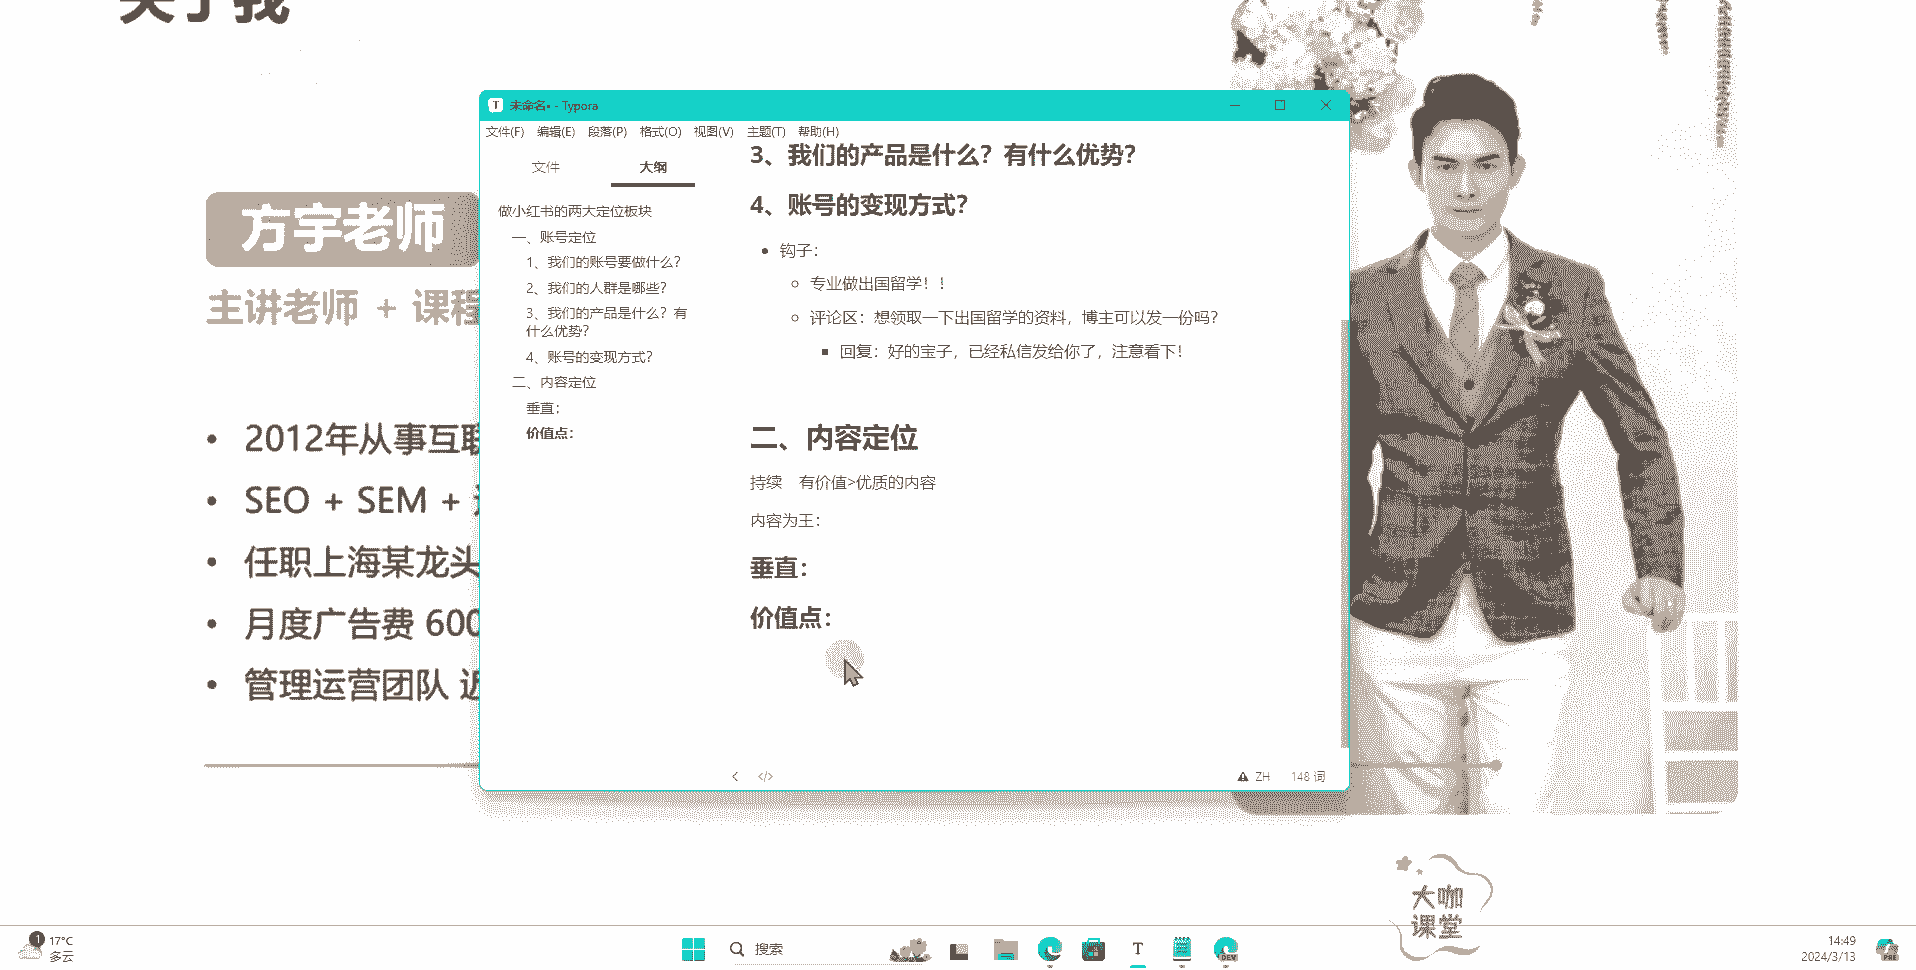 关于我
未命名• - Typora
文件(F) 编辑(E) 段落(P) 格式(O) 视图(V) 主题(T) 帮助(H)
文件 大纲
做小红书的两大定位板块
一、账号定位
1、我们的账号要做什么?
2、我们的人群是哪些?
3、我们的产品是什么?有
什么优势?
4、账号的变现方式?
二、内容定位
垂直:
价值点:
3、我们的产品是什么?有什么优势?
4、账号的变现方式?
• 钩子:
专业做出国留学!!
评论区:想领取一下出国留学的资料,博主可以发一份吗?
回复:好的宝子,已经私信发给你了,注意看下!
二、内容定位
持续 有价值>优质的内容
内容为王:
垂直:
价值点:
ZH 148 词
方宇老师
主讲老师 + 课程
• 2012年从事互联
• SEO + SEM +
• 任职上海某龙头
• 月度广告费 600
• 管理运营团队 近
大咖
课堂
1 17°C
多云
搜索
T
DEV
14:49
2024/3/13
PRE